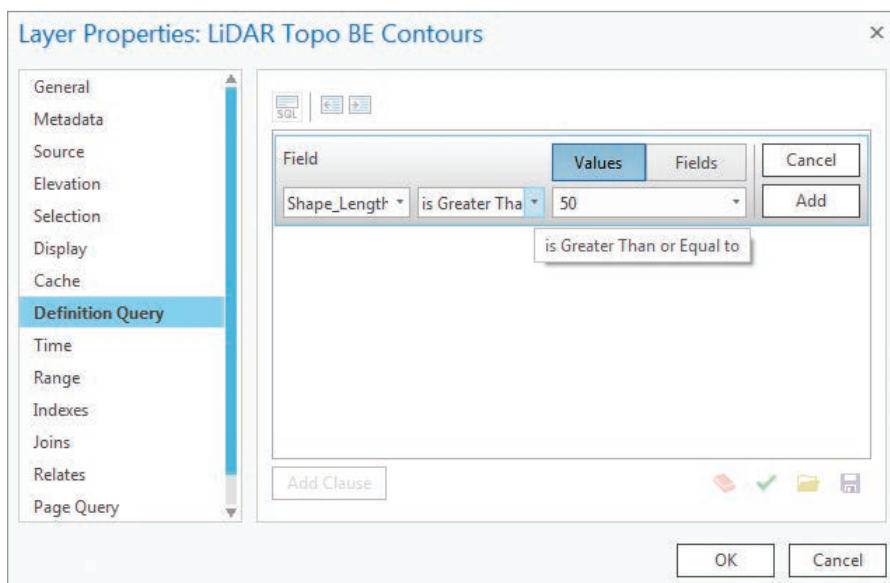 Layer Properties: LiDAR Topo BE Contours
General
Metadata
Source
Elevation
Selection
Display
Cache
Definition Query
Time
Range
Indexes
Joins
Relates
Page Query
SQL
Field
Values
Fields
Cancel
Shape_Length
is Greater Tha
50
Add
is Greater Than or Equal to
Add Clause
OK
Cancel